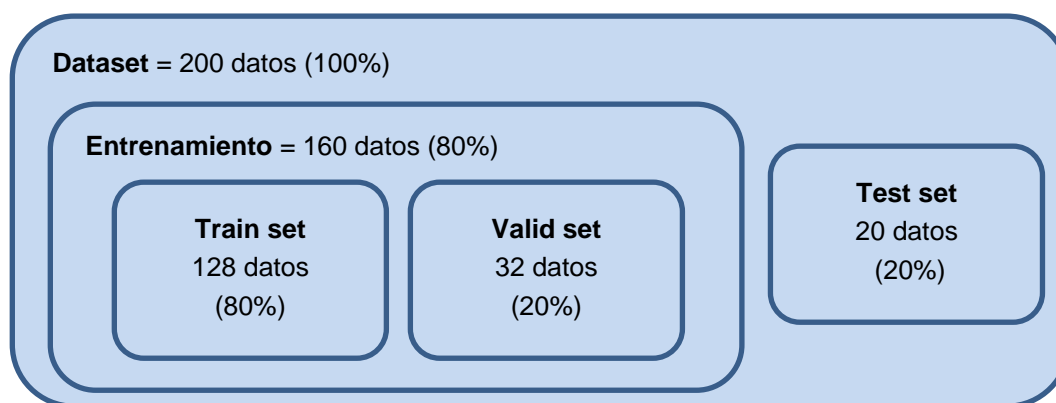 Dataset = 200 datos (100%)
Entrenamiento = 160 datos (80%)
Train set
128 datos
(80%)
Valid set
32 datos
(20%)
Test set
20 datos
(20%)